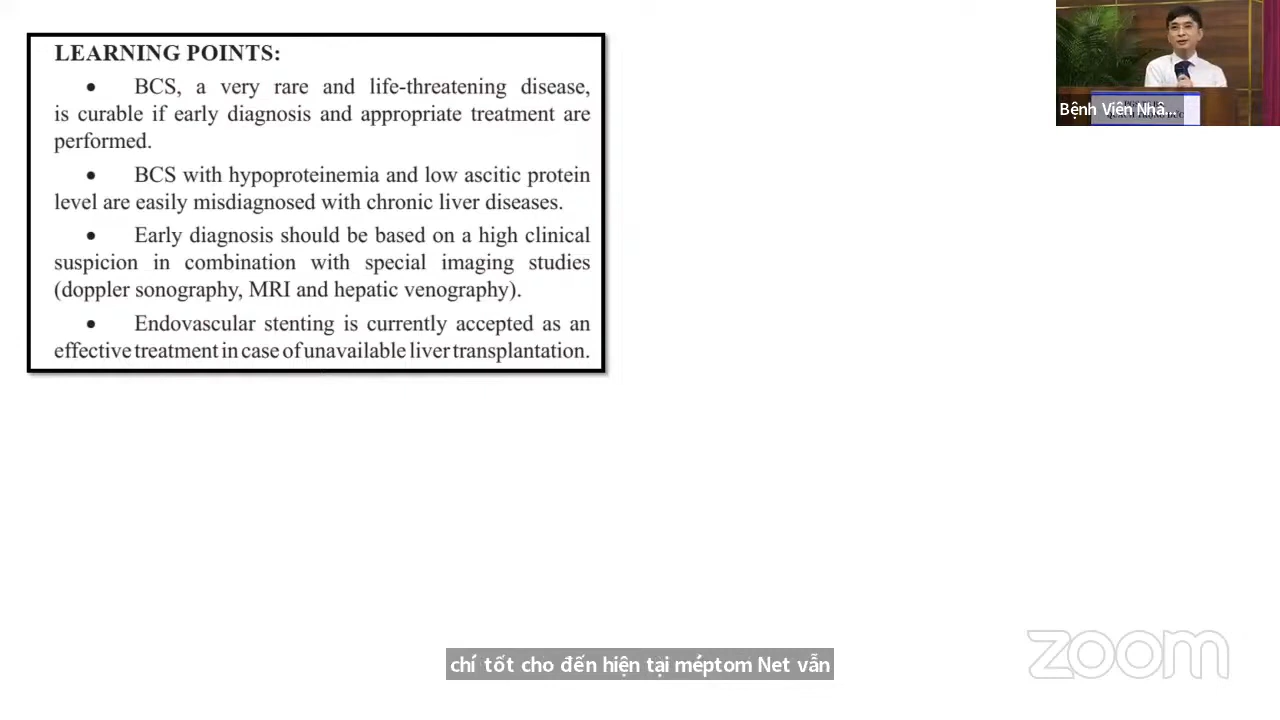 LEARNING POINTS:
• BCS, a very rare and life-threatening disease,
is curable if early diagnosis and appropriate treatment are
performed.
• BCS with hypoproteinemia and low ascitic protein
level are easily misdiagnosed with chronic liver diseases.
• Early diagnosis should be based on a high clinical
suspicion in combination with special imaging studies
(doppler sonography, MRI and hepatic venography).
• Endovascular stenting is currently accepted as an
effective treatment in case of unavailable liver transplantation.
Bệnh Viện Nhâ...
zoom
chí tốt cho đến hiện tại méptom Net vẫn